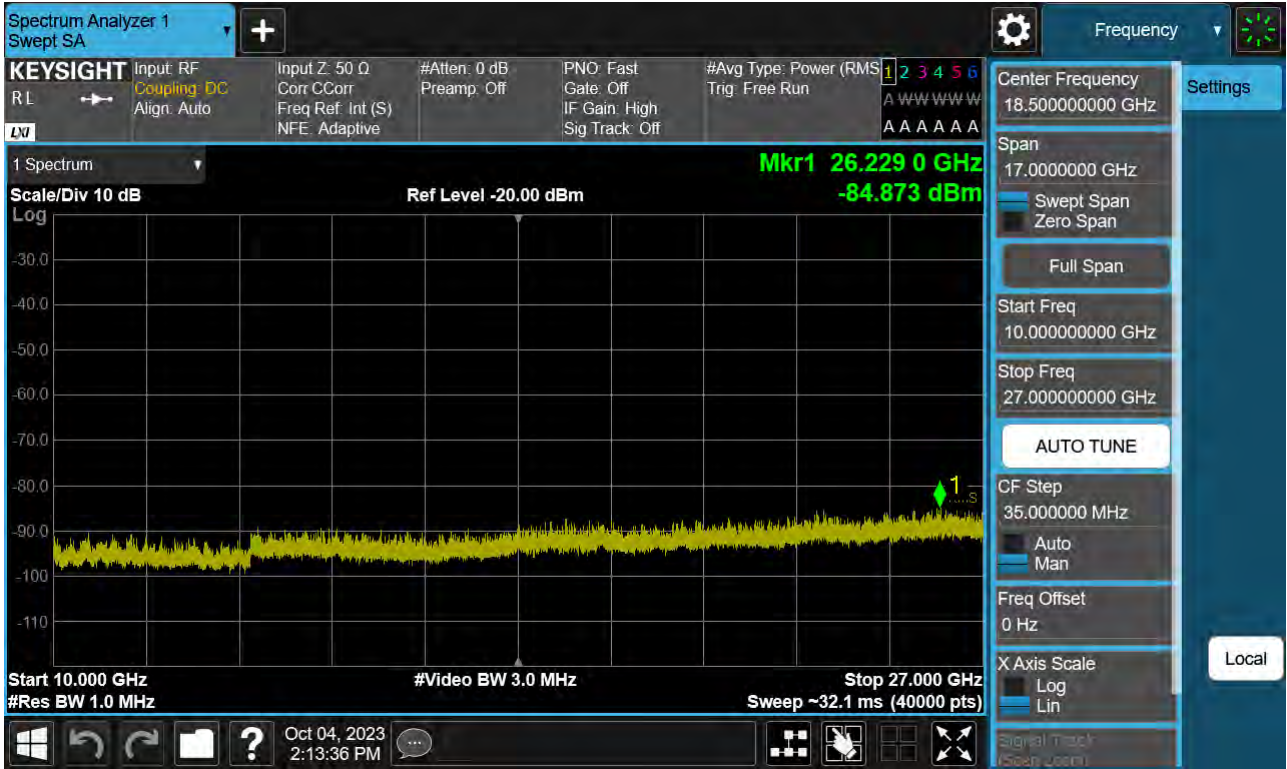 Spectrum Analyzer 1
Swept SA
Frequency
KEYSIGHT
R L
LXI
Input: RF
Coupling: DC
Align: Auto
Input Z: 50 Ω
Corr CCorr
Freq Ref: Int (S)
NFE: Adaptive
#Atten: 0 dB
Preamp: Off
PNO: Fast
Gate: Off
IF Gain: High
Sig Track: Off
#Avg Type: Power (RMS
Trig: Free Run
1 2 3 4 5 6
A W W W W W
A A A A A A
1 Spectrum
Mkr1 26.229 0 GHz
-84.873 dBm
Scale/Div 10 dB
Ref Level -20.00 dBm
Log
-30.0
-40.0
-50.0
-60.0
-70.0
-80.0
-90.0
-100
-110
1
Start 10.000 GHz
#Video BW 3.0 MHz
Stop 27.000 GHz
#Res BW 1.0 MHz
Sweep ~32.1 ms (40000 pts)
Center Frequency
18.500000000 GHz
Settings
Span
17.0000000 GHz
Swept Span
Zero Span
Full Span
Start Freq
10.000000000 GHz
Stop Freq
27.000000000 GHz
AUTO TUNE
CF Step
35.000000 MHz
Auto
Man
Freq Offset
0 Hz
X Axis Scale
Log
Lin
Signal Track
(Span Zoom)
Local
?
Oct 04, 2023
2:13:36 PM